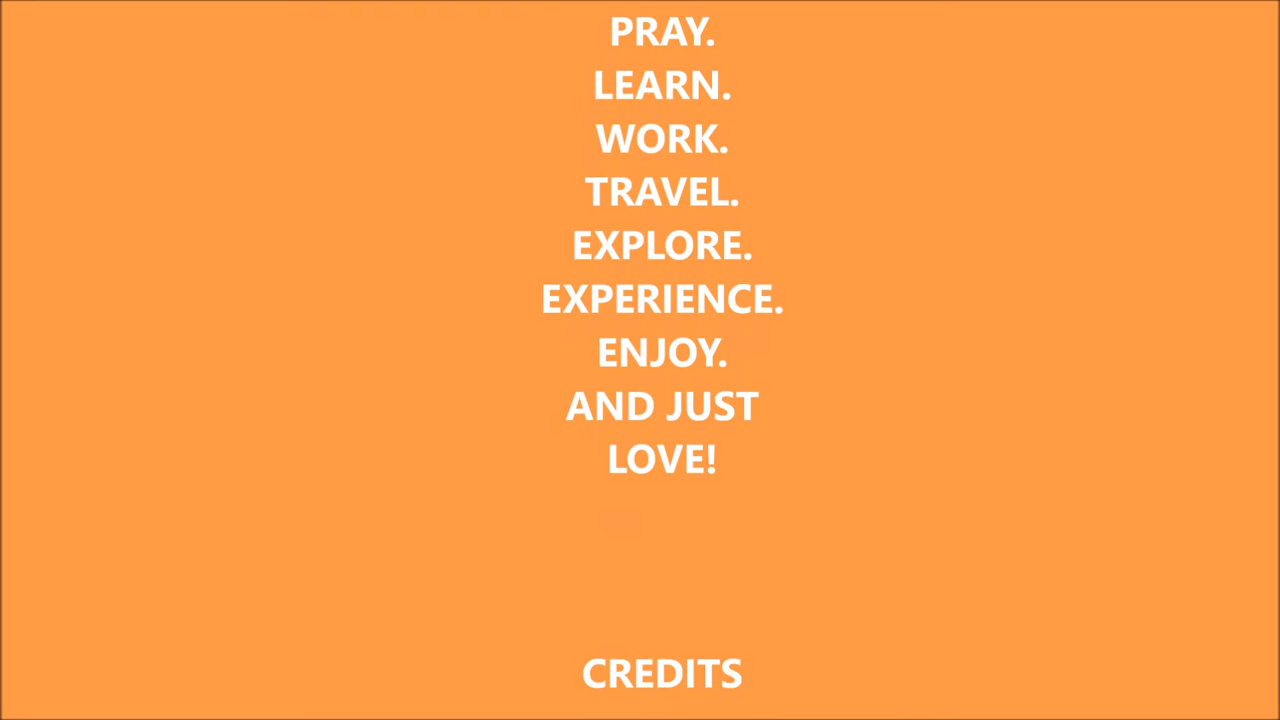 PRAY.
LEARN.
WORK.
TRAVEL.
EXPLORE.
EXPERIENCE.
ENJOY.
AND JUST
LOVE!
CREDITS